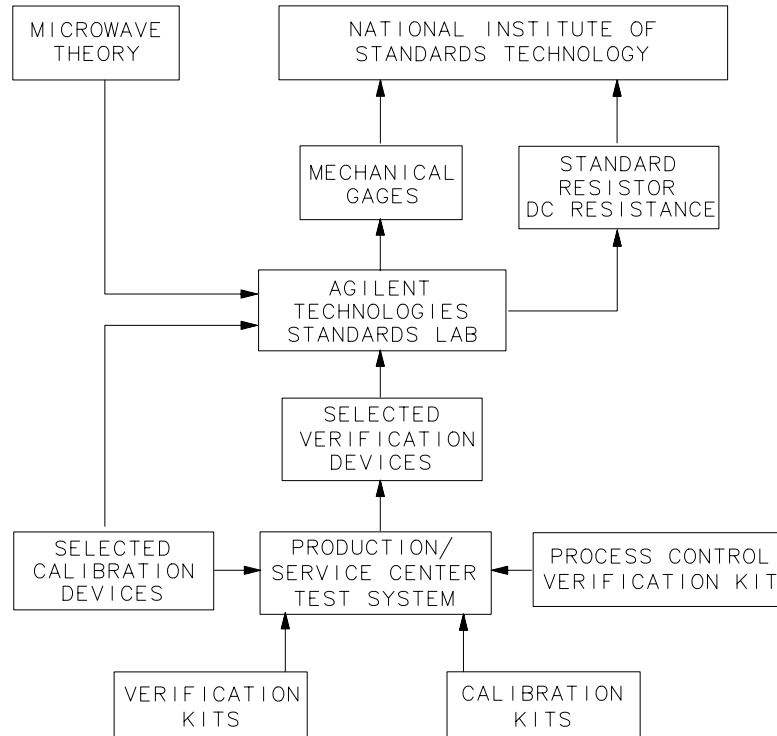 MICROWAVE
THEORY
NATIONAL INSTITUTE OF
STANDARDS TECHNOLOGY
MECHANICAL
GAGES
STANDARD
RESISTOR
DC RESISTANCE
AGILENT
TECHNOLOGIES
STANDARDS LAB
SELECTED
VERIFICATION
DEVICES
SELECTED
CALIBRATION
DEVICES
PRODUCTION/
SERVICE CENTER
TEST SYSTEM
PROCESS CONTROL
VERIFICATION KIT
VERIFICATION
KITS
CALIBRATION
KITS